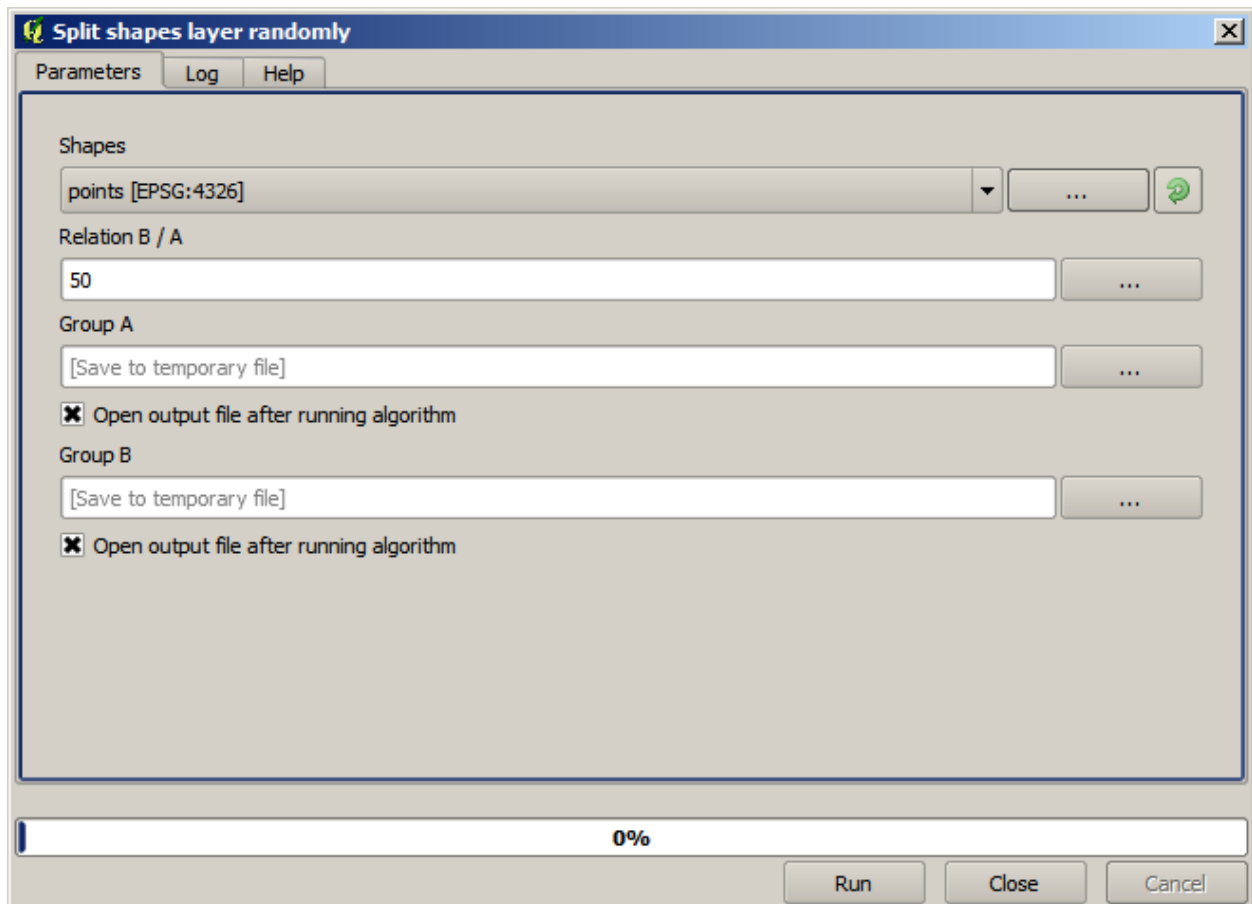 Split shapes layer randomly
Parameters Log Help
Shapes
points [EPSG:4326] ...
Relation B / A
50 ...
Group A
[Save to temporary file] ...
Open output file after running algorithm
Group B
[Save to temporary file] ...
Open output file after running algorithm
0%
Run Close Cancel